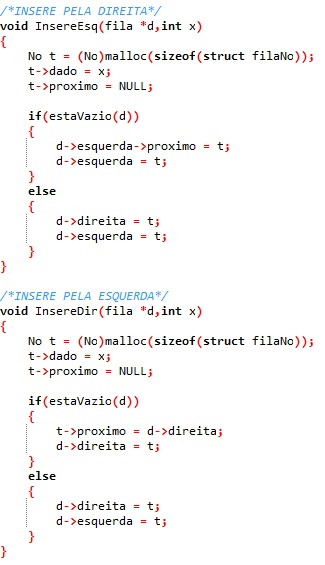 /*INSERE PELA DIREITA*/
void InsereEsq(fila *d,int x)
{
    No t = (No)malloc(sizeof(struct filaNo));
    t->dado = x;
    t->proximo = NULL;

    if(estaVazio(d))
    {
        d->esquerda->proximo = t;
        d->esquerda = t;
    }
    else
    {
        d->direita = t;
        d->esquerda = t;
    }
}

/*INSERE PELA ESQUERDA*/
void InsereDir(fila *d,int x)
{
    No t = (No)malloc(sizeof(struct filaNo));
    t->dado = x;
    t->proximo = NULL;

    if(estaVazio(d))
    {
        t->proximo = d->direita;
        d->direita = t;
    }
    else
    {
        d->direita = t;
        d->esquerda = t;
    }
}